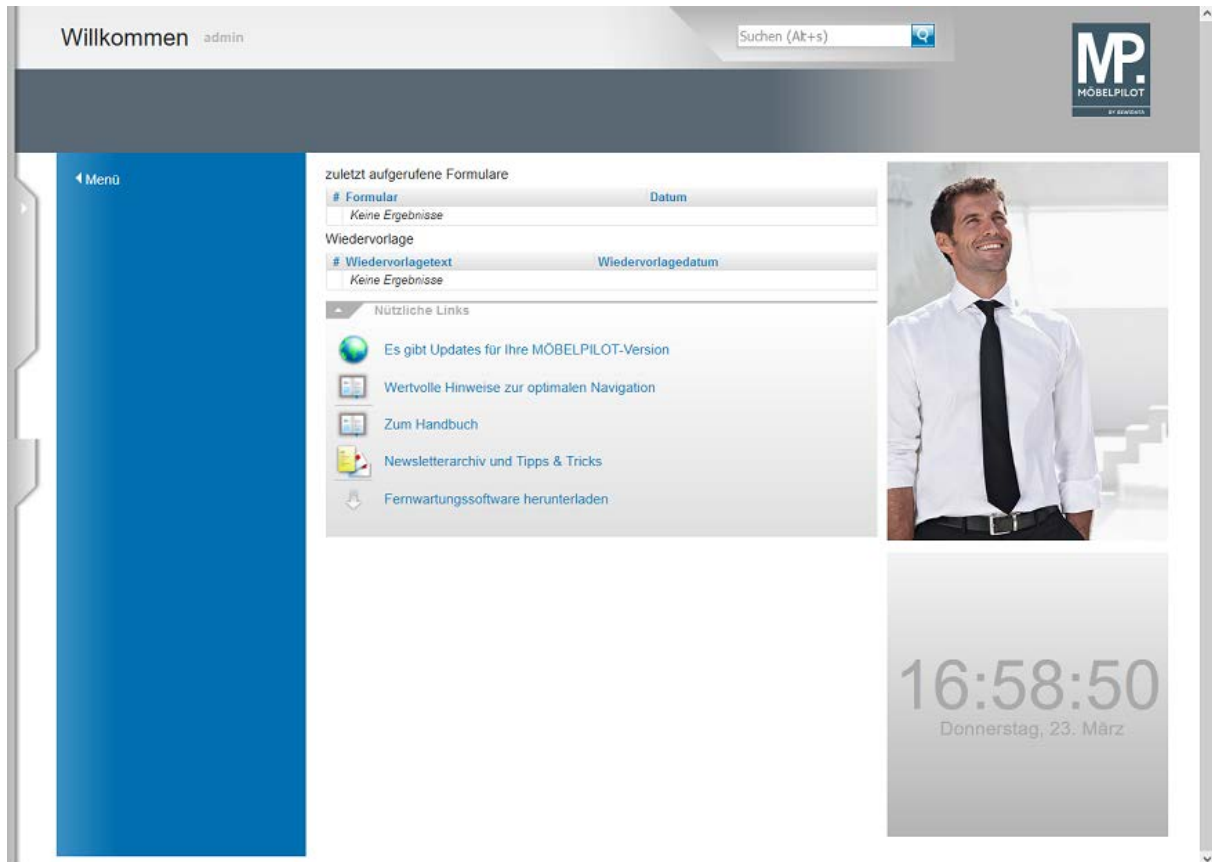 Willkommen admin
Suchen (Alt+s)
MP.
MÖBELPILOT
Menü
zuletzt aufgerufene Formulare
# Formular Datum
Keine Ergebnisse
Wiedervorlage
# Wiedervorlagetext Wiedervorlagedatum
Keine Ergebnisse
Nützliche Links
Es gibt Updates für Ihre MÖBELPILOT-Version
Wertvolle Hinweise zur optimalen Navigation
Zum Handbuch
Newsletterarchiv und Tipps & Tricks
Fernwartungssoftware herunterladen
16:58:50
Donnerstag, 23. März